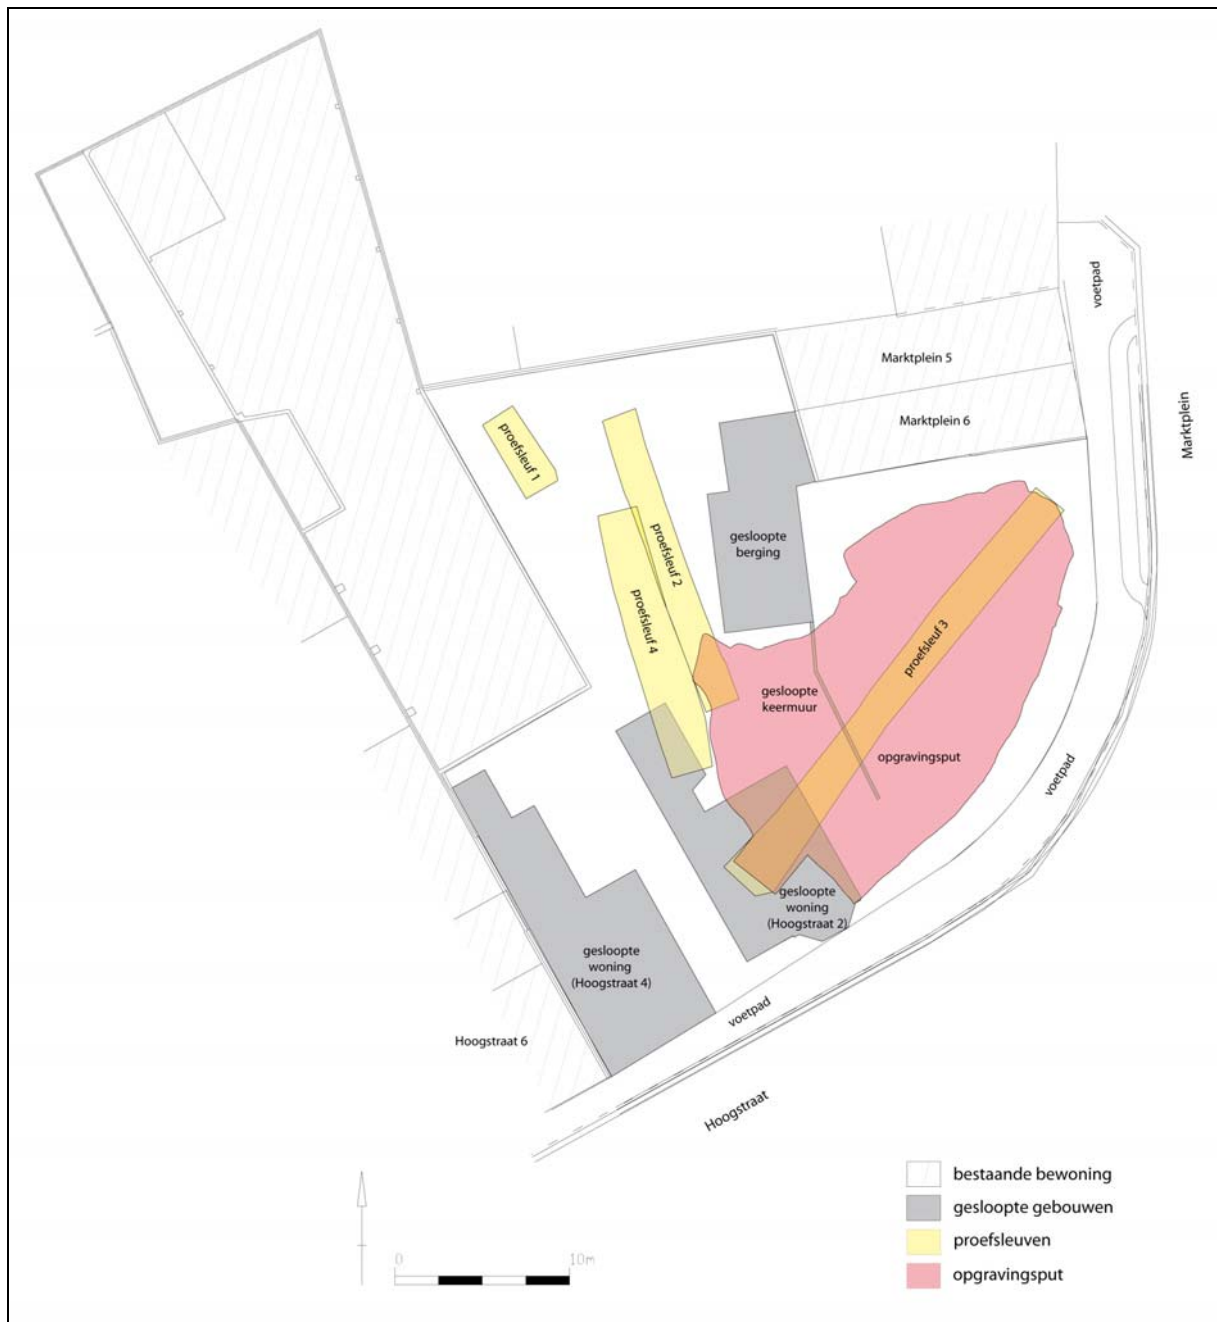 voetpad
Marktplein 5
Marktplein
Marktplein 6
proefsleuf 1
proefsleuf 2
gesloopte
berging
proefsleuf 4
proefsleuf 3
gesloopte
keermuur
opgravingsput
voetpad
gesloopte
woning
(Hoogstraat 2)
gesloopte
woning
(Hoogstraat 4)
voetpad
Hoogstraat 6
Hoogstraat
bestaande bewoning
gesloopte gebouwen
proefsleuven
opgravingsput
0 10m